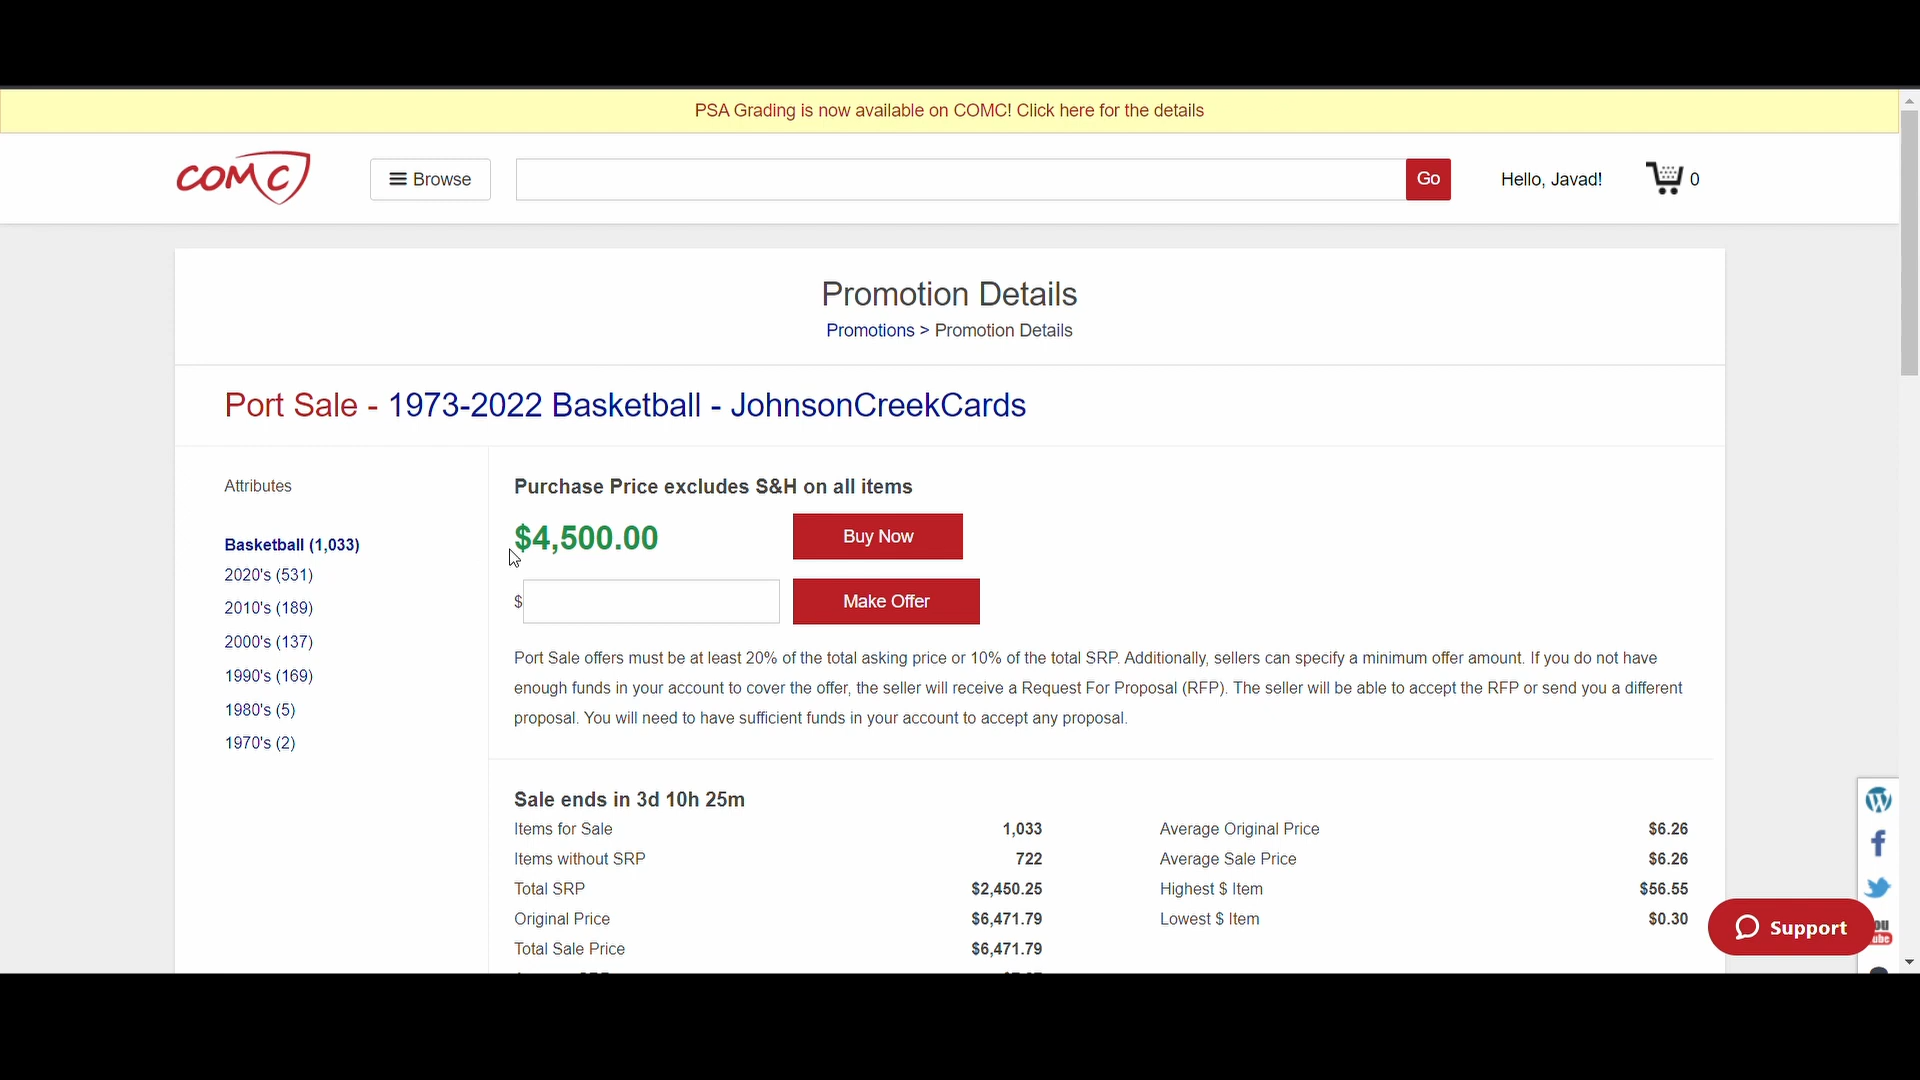 PSA Grading is now available on COMC! Click here for the details
COMC
Browse
Go
Hello, Javad!
0
Promotion Details
Promotions > Promotion Details
Port Sale - 1973-2022 Basketball - JohnsonCreekCards
Attributes
Basketball (1,033)
2020's (531)
2010's (189)
2000's (137)
1990's (169)
1980's (5)
1970's (2)
Purchase Price excludes S&H on all items
$4,500.00
Buy Now
$
Make Offer
Port Sale offers must be at least 20% of the total asking price or 10% of the total SRP. Additionally, sellers can specify a minimum offer amount. If you do not have
enough funds in your account to cover the offer, the seller will receive a Request For Proposal (RFP). The seller will be able to accept the RFP or send you a different
proposal. You will need to have sufficient funds in your account to accept any proposal.
Sale ends in 3d 10h 25m
Items for Sale 1,033
Items without SRP 722
Total SRP $2,450.25
Original Price $6,471.79
Total Sale Price $6,471.79
Average Original Price $6.26
Average Sale Price $6.26
Highest $ Item $56.55
Lowest $ Item $0.30
Support